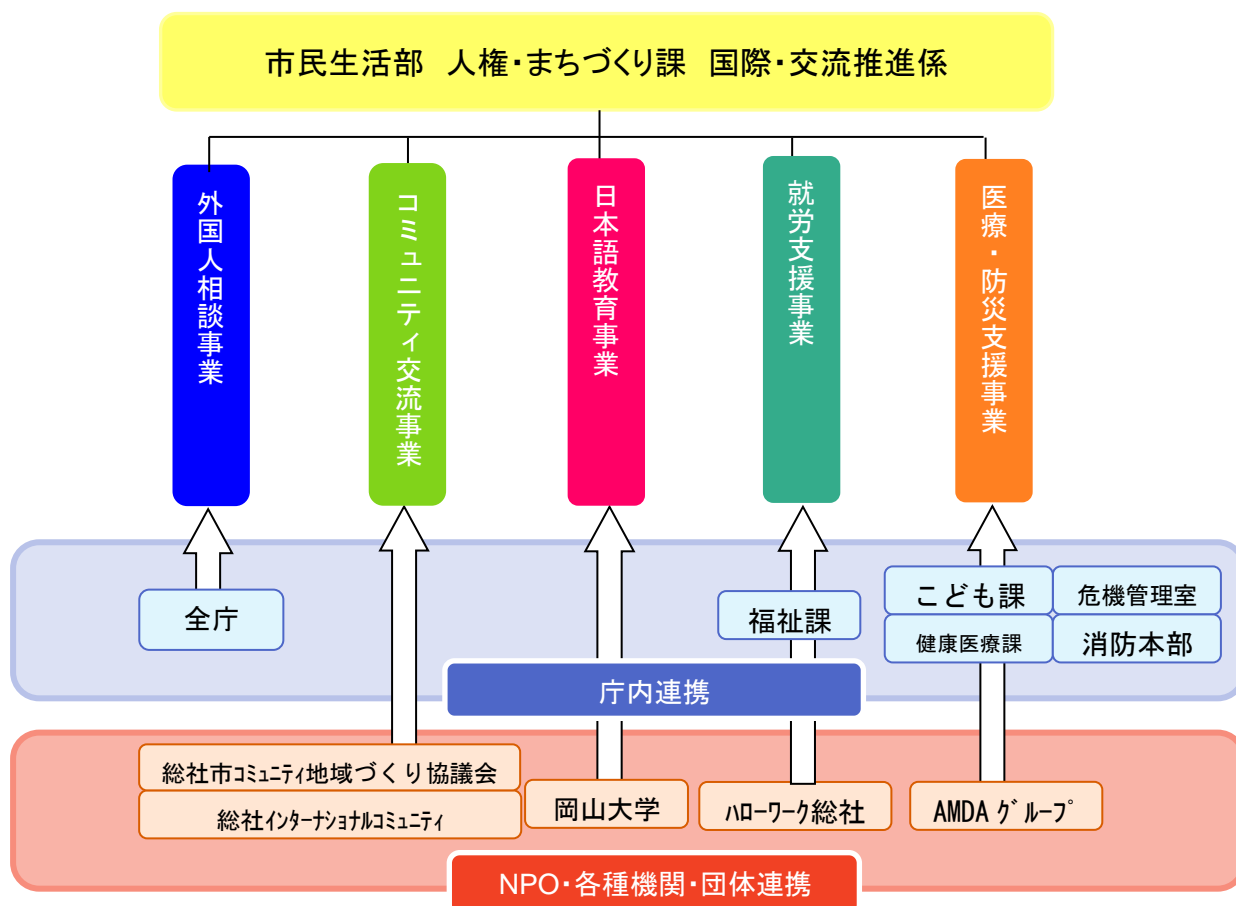 市民生活部　人権・まちづくり課　国際・交流推進係
外国人相談事業
コミュニティ交流事業
日本語教育事業
就労支援事業
医療・防災支援事業
全庁
福祉課
こども課
危機管理室
健康医療課
消防本部
庁内連携
総社市ｺﾐｭﾆﾃｨ地域づくり協議会
総社ｲﾝﾀｰﾅｼｮﾅﾙｺﾐｭﾆﾃｨ
岡山大学
ﾊﾛｰﾜｰｸ総社
AMDA ｸﾞﾙｰﾌﾟ
NPO・各種機関・団体連携